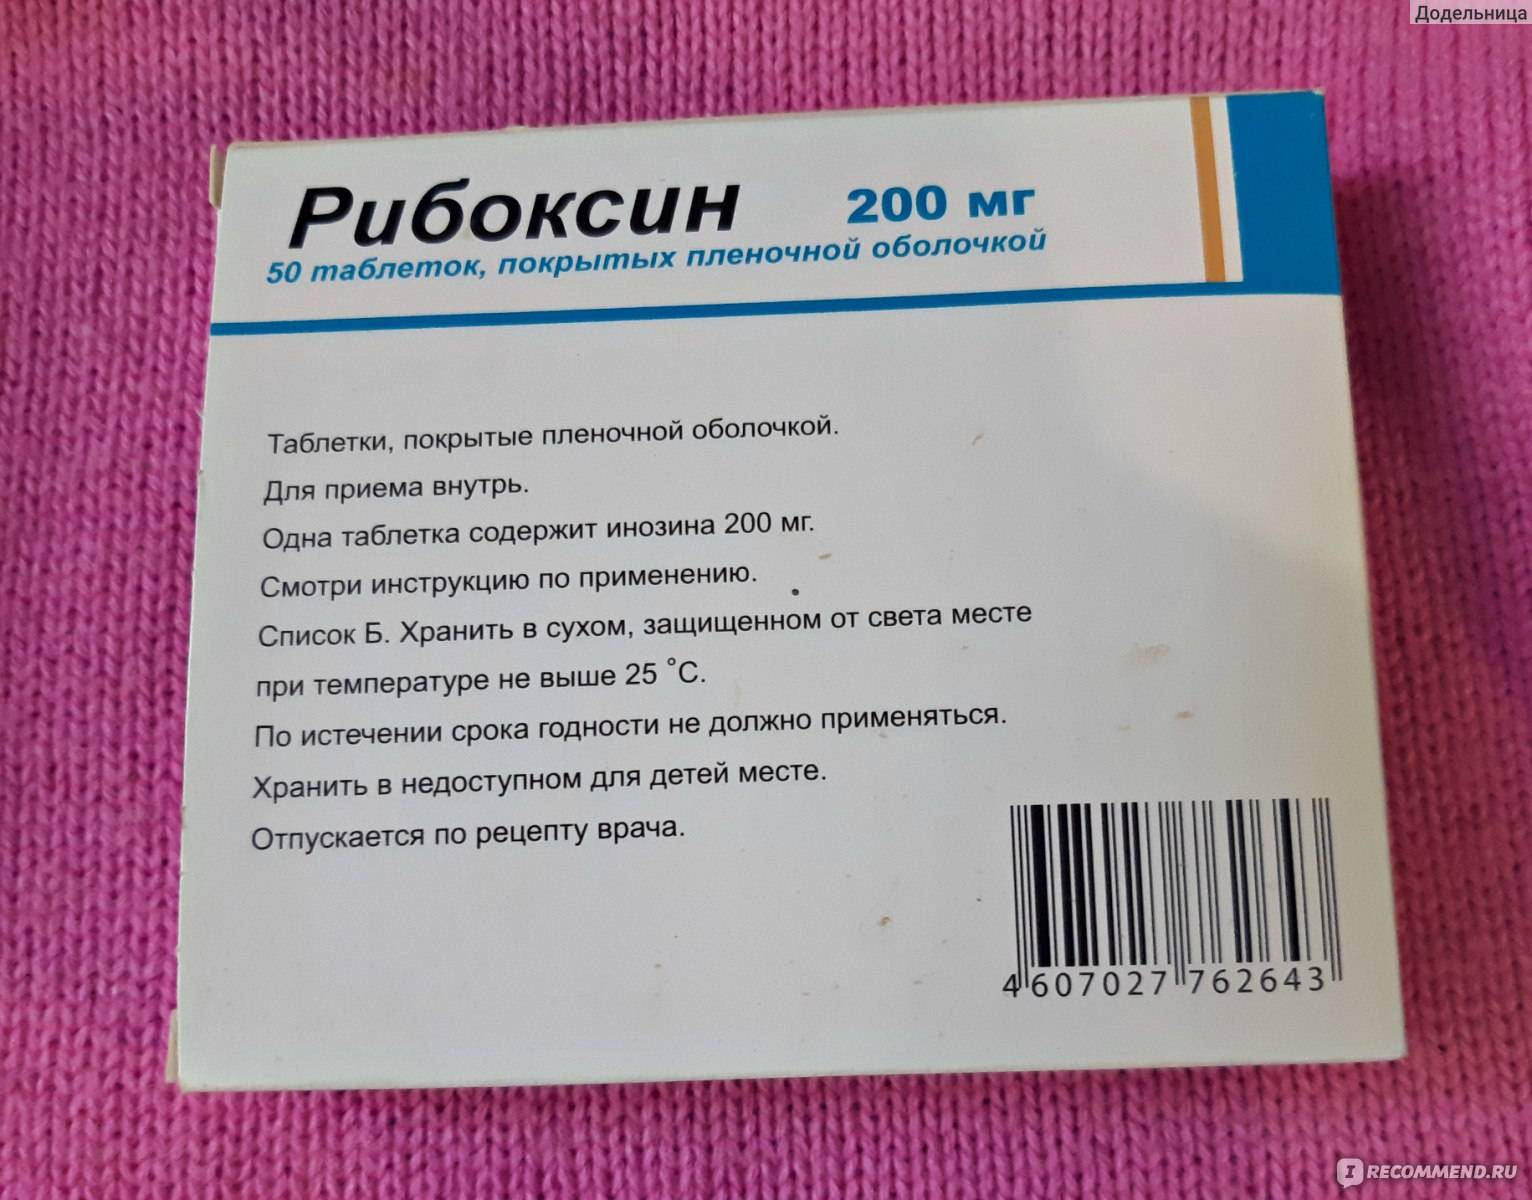 Додельница
Рибоксин 200 мг
50 таблеток, покрытых пленочной оболочкой
Таблетки, покрытые пленочной оболочкой.
Для приема внутрь.
Одна таблетка содержит инозина 200 мг.
Смотри инструкцию по применению.
Список Б. Хранить в сухом, защищенном от света месте
при температуре не выше 25 °С.
По истечении срока годности не должно применяться.
Хранить в недоступном для детей месте.
Отпускается по рецепту врача.
4 607027 762643
I RECOMMEND.RU